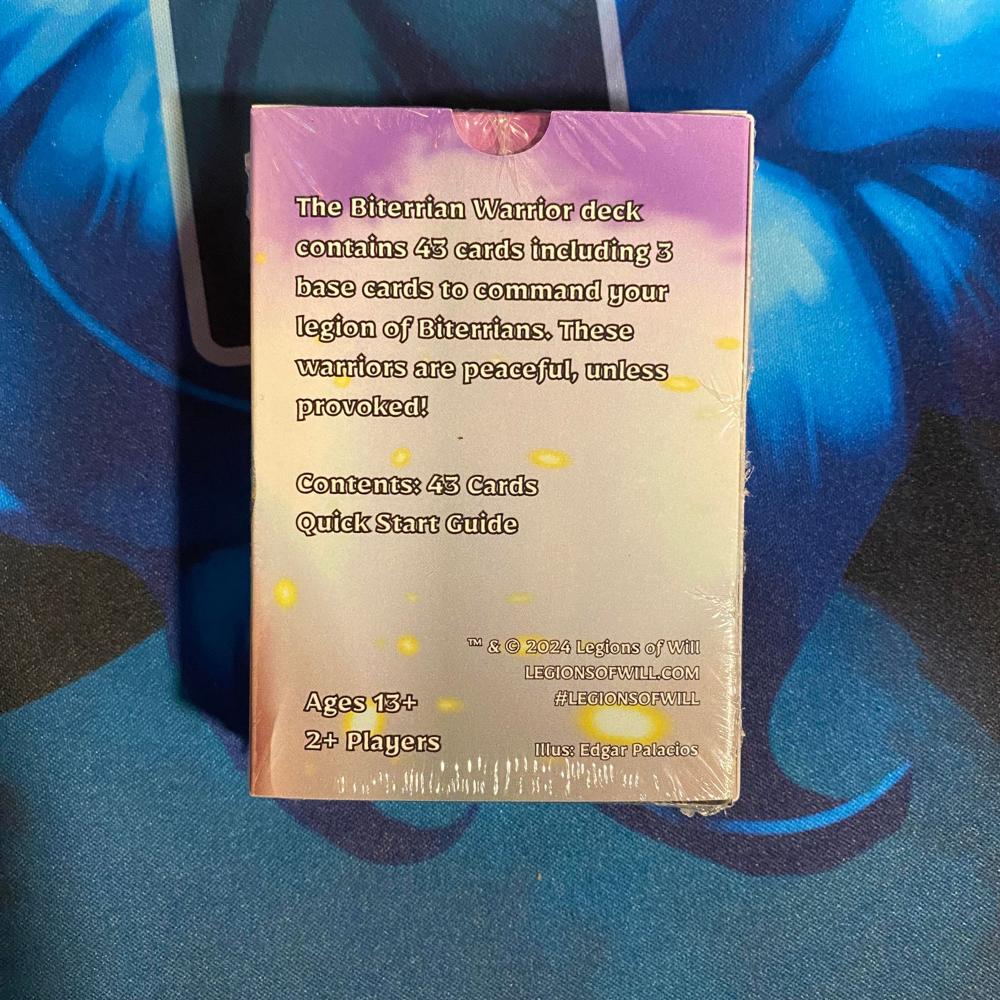 The Biterrian Warrior deck
contains 43 cards including 3
base cards to command your
legion of Biterrians. These
warriors are peaceful, unless
provoked!
Contents: 43 Cards
Quick Start Guide
™ & © 2024 Legions of Will
LEGIONSOFWILL.COM
#LEGIONSOFWILL
Ages 13+
2+ Players
Illus: Edgar Palacios